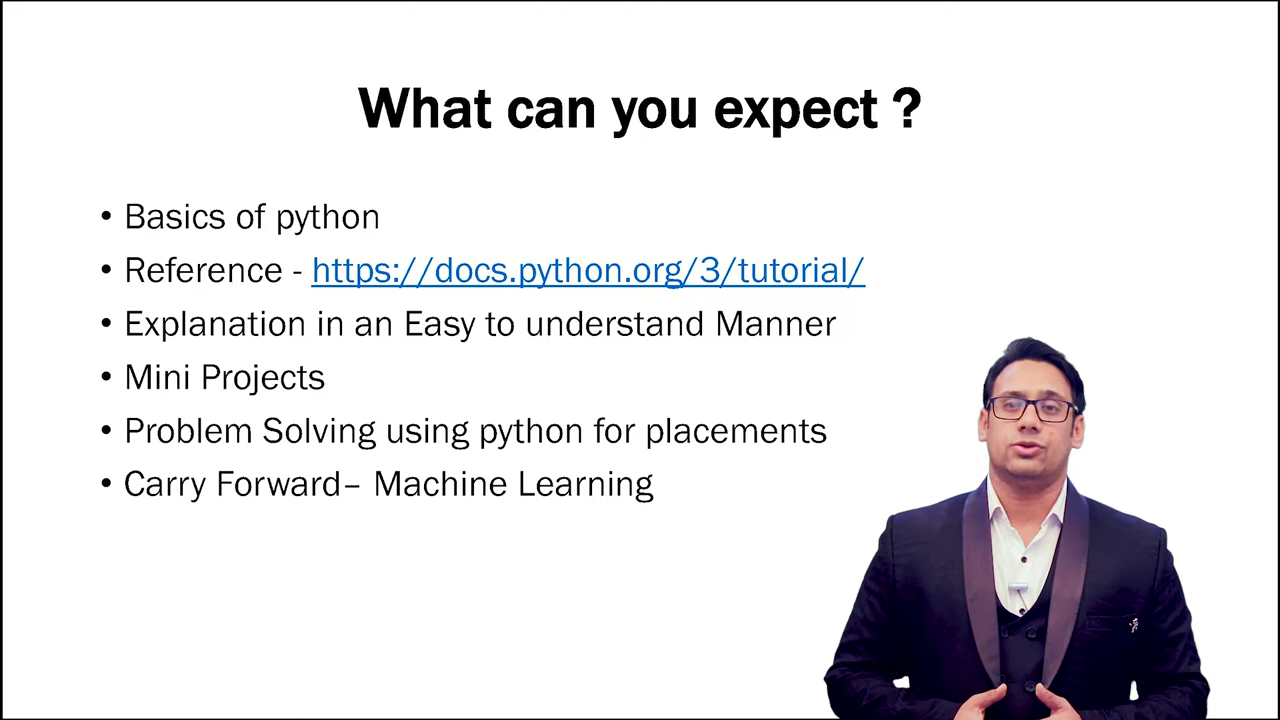 What can you expect ?
• Basics of python
• Reference - https://docs.python.org/3/tutorial/
• Explanation in an Easy to understand Manner
• Mini Projects
• Problem Solving using python for placements
• Carry Forward– Machine Learning